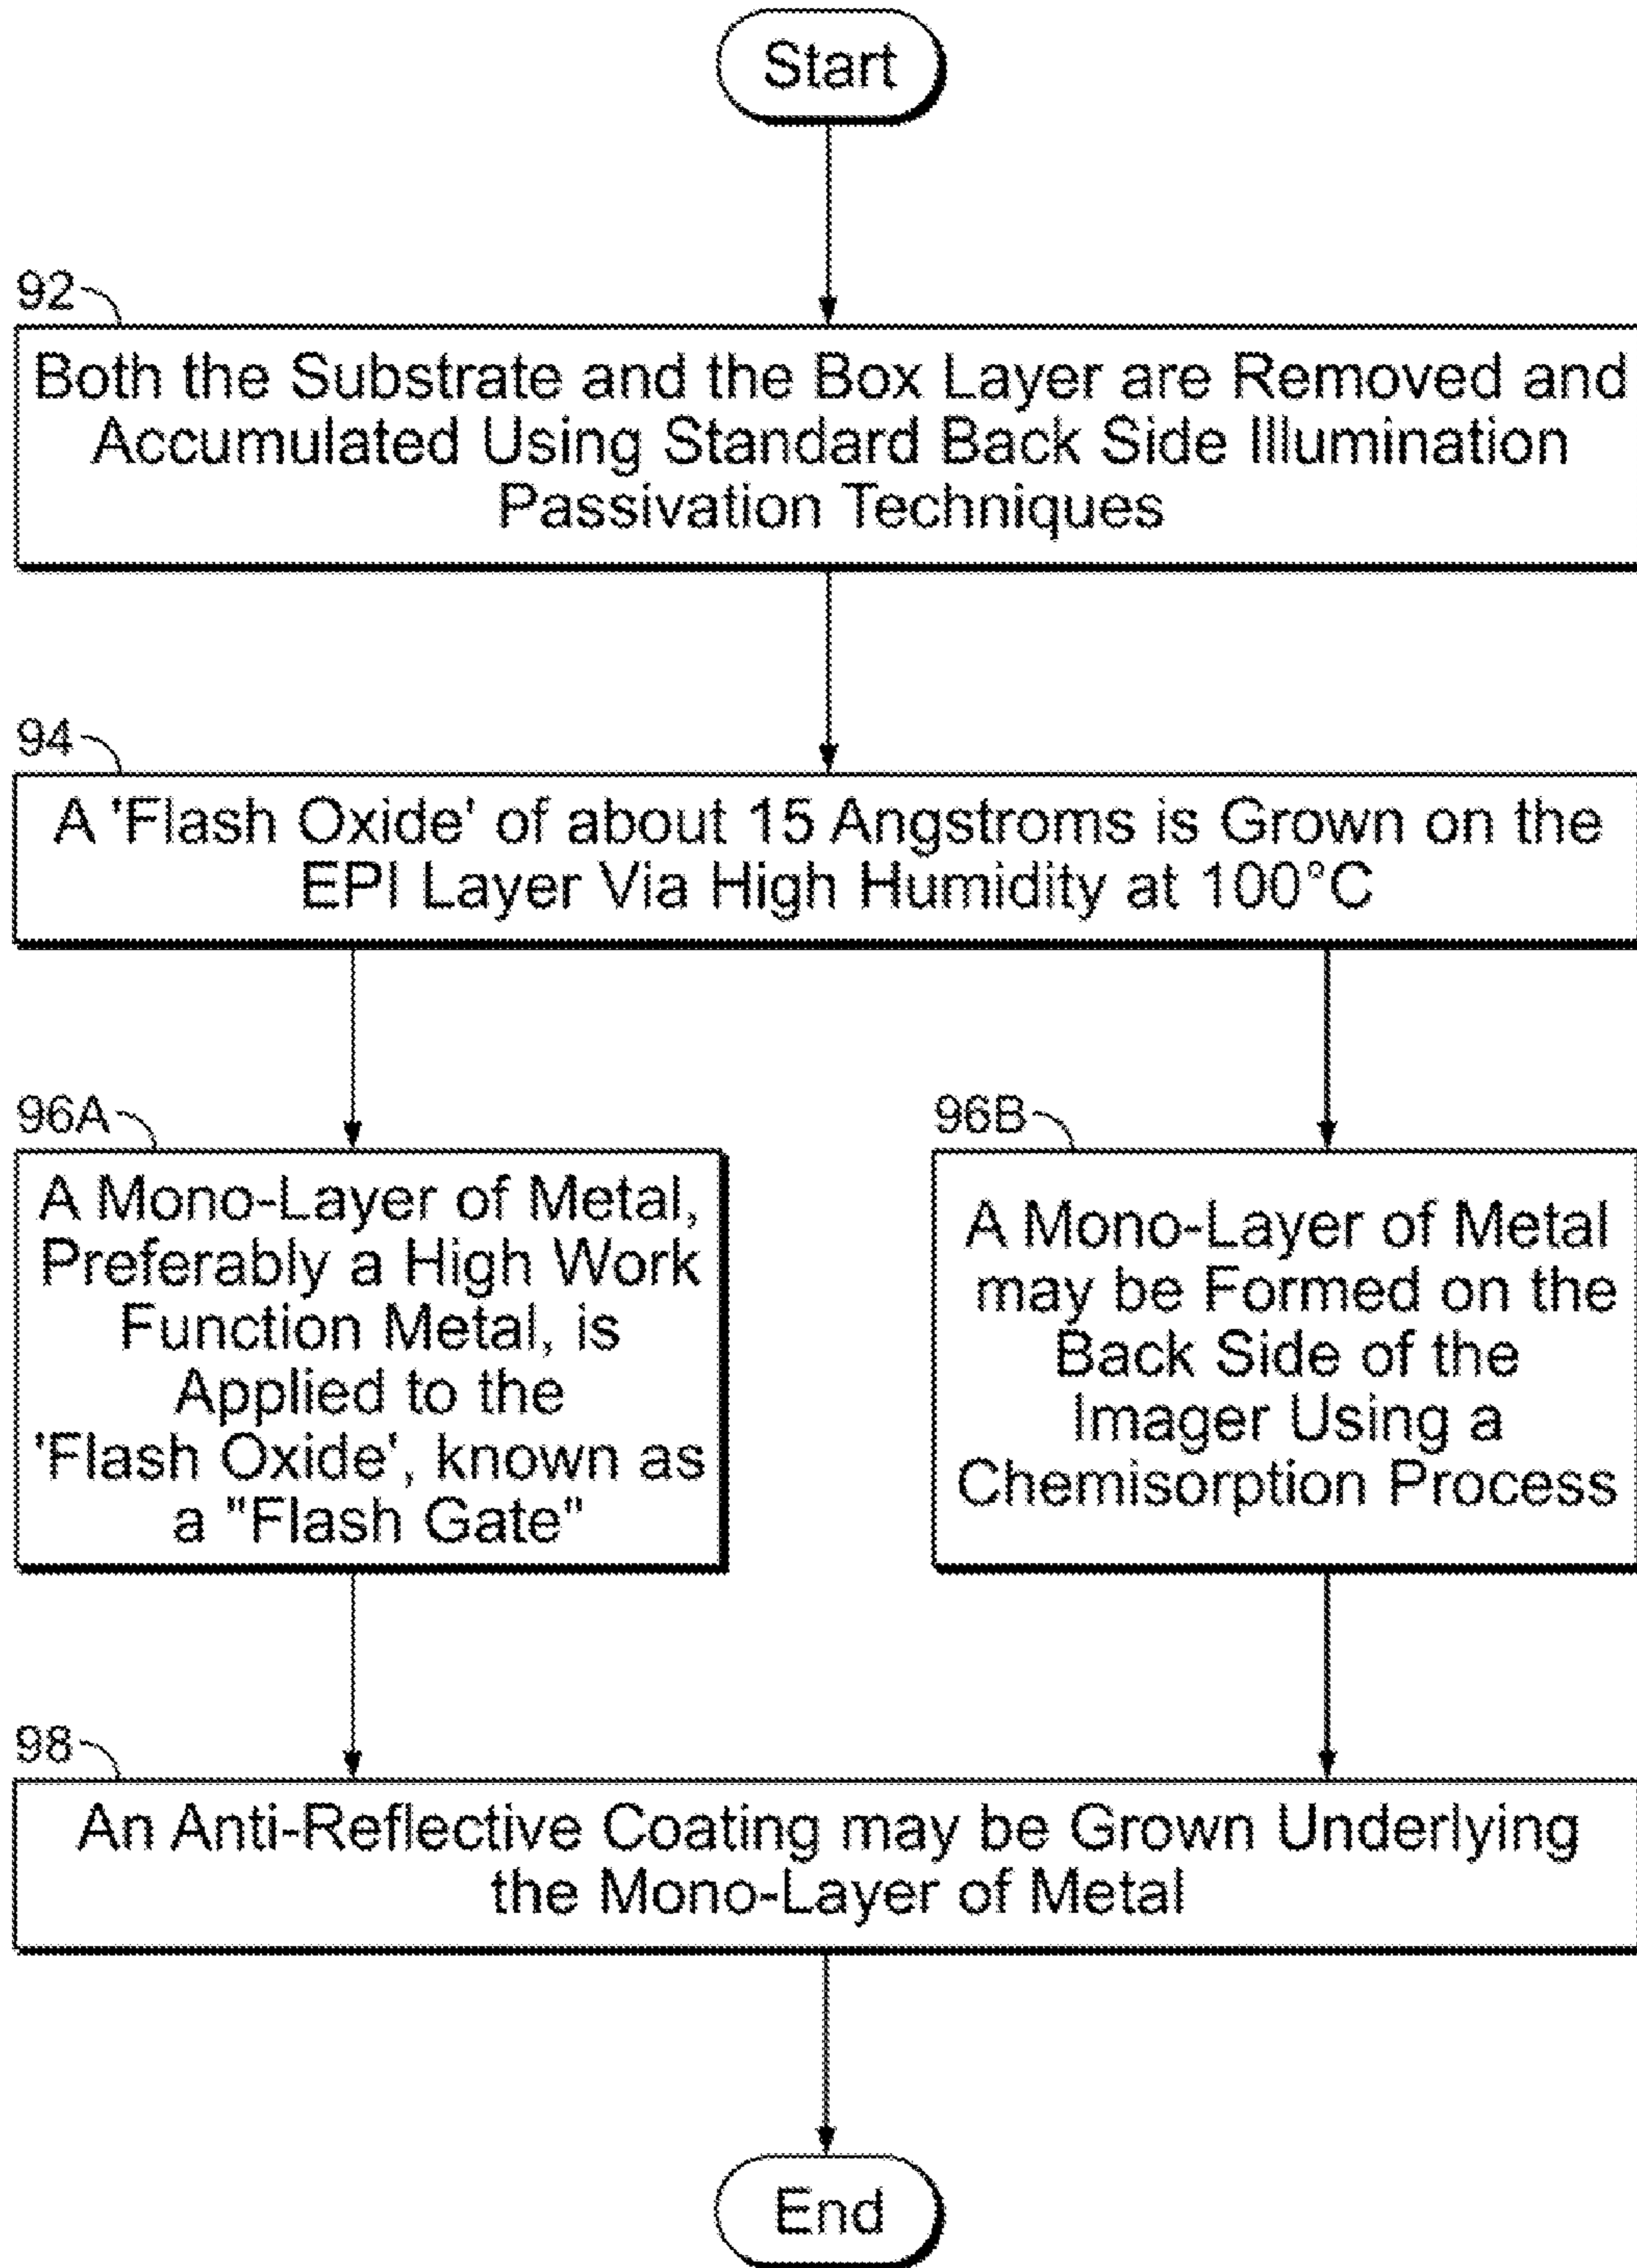 Start
92
Both the Substrate and the Box Layer are Removed and
Accumulated Using Standard Back Side Illumination
Passivation Techniques
94
A 'Flash Oxide' of about 15 Angstroms is Grown on the
EPI Layer Via High Humidity at 100°C
96A
A Mono-Layer of Metal,
Preferably a High Work
Function Metal, is
Applied to the
'Flash Oxide', known as
a "Flash Gate"
96B
A Mono-Layer of Metal
may be Formed on the
Back Side of the
Imager Using a
Chemisorption Process
98
An Anti-Reflective Coating may be Grown Underlying
the Mono-Layer of Metal
End